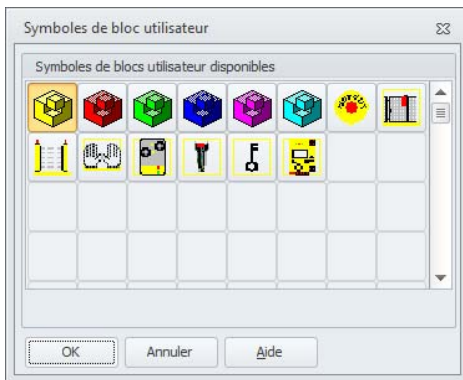 Symboles de bloc utilisateur
Symboles de blocs utilisateur disponibles
OK Annuler Aide